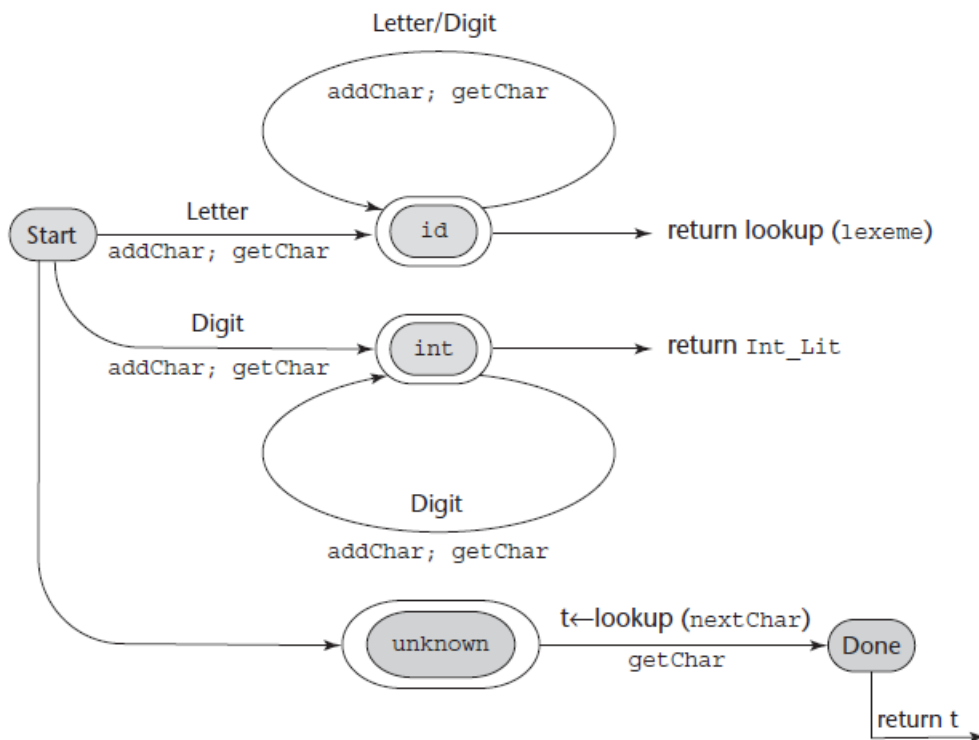 Letter/Digit
addChar; getChar
Letter
Start
addChar; getChar
id
return lookup (lexeme)
Digit
addChar; getChar
int
return Int_Lit
Digit
addChar; getChar
unknown
t←lookup (nextChar)
getChar
Done
return t